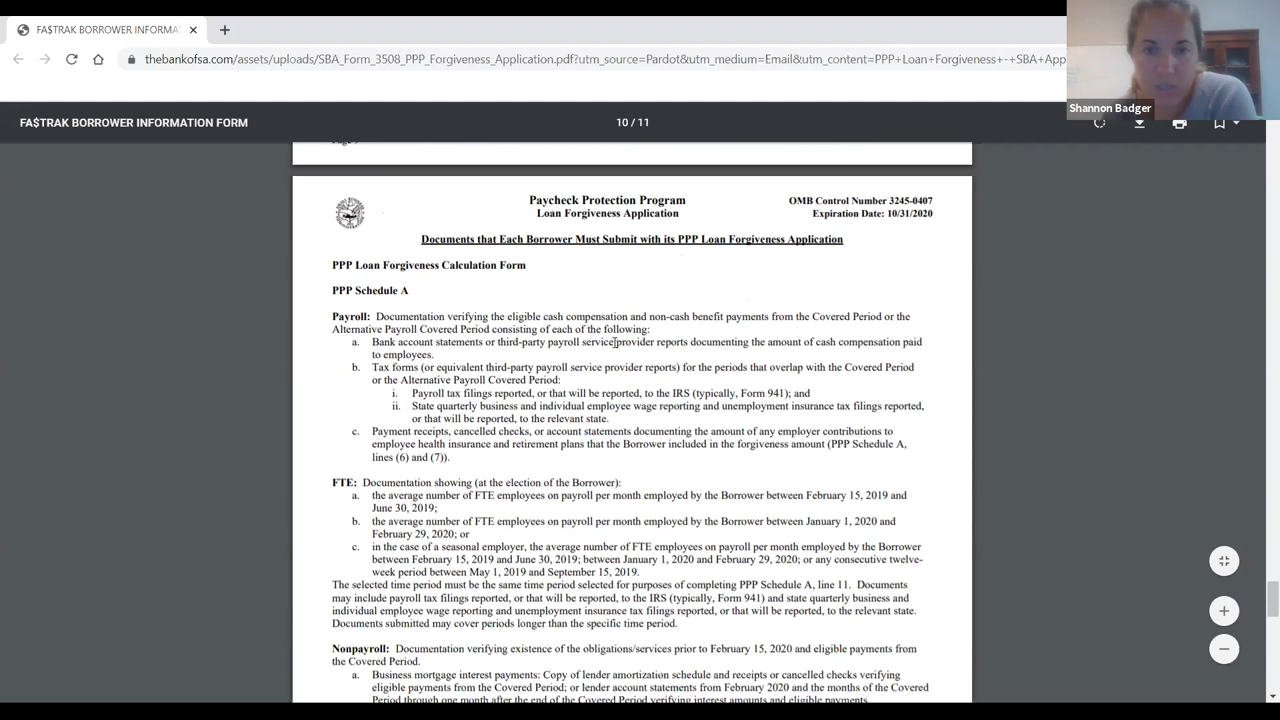 FA$TRAK BORROWER INFORMA
thebankofsa.com/assets/uploads/SBA_Form_3508_PPP_Forgiveness_Application.pdf?utm_source=Pardot&utm_medium=Email&utm_content=PPP+Loan+Forgiveness+-+SBA+App
Shannon Badger
FA$TRAK BORROWER INFORMATION FORM
10 / 11
Paycheck Protection Program
Loan Forgiveness Application
OMB Control Number 3245-0407
Expiration Date: 10/31/2020
Documents that Each Borrower Must Submit with its PPP Loan Forgiveness Application
PPP Loan Forgiveness Calculation Form
PPP Schedule A
Payroll: Documentation verifying the eligible cash compensation and non-cash benefit payments from the Covered Period or the
Alternative Payroll Covered Period consisting of each of the following:
a. Bank account statements or third-party payroll service provider reports documenting the amount of cash compensation paid
to employees.
b. Tax forms (or equivalent third-party payroll service provider reports) for the periods that overlap with the Covered Period
or the Alternative Payroll Covered Period:
i. Payroll tax filings reported, or that will be reported, to the IRS (typically, Form 941); and
ii. State quarterly business and individual employee wage reporting and unemployment insurance tax filings reported,
or that will be reported, to the relevant state.
c. Payment receipts, cancelled checks, or account statements documenting the amount of any employer contributions to
employee health insurance and retirement plans that the Borrower included in the forgiveness amount (PPP Schedule A,
lines (6) and (7)).
FTE: Documentation showing (at the election of the Borrower):
a. the average number of FTE employees on payroll per month employed by the Borrower between February 15, 2019 and
June 30, 2019;
b. the average number of FTE employees on payroll per month employed by the Borrower between January 1, 2020 and
February 29, 2020; or
c. in the case of a seasonal employer, the average number of FTE employees on payroll per month employed by the Borrower
between February 15, 2019 and June 30, 2019; between January 1, 2020 and February 29, 2020; or any consecutive twelve-
week period between May 1, 2019 and September 15, 2019.
The selected time period must be the same time period selected for purposes of completing PPP Schedule A, line 11. Documents
may include payroll tax filings reported, or that will be reported, to the IRS (typically, Form 941) and state quarterly business and
individual employee wage reporting and unemployment insurance tax filings reported, or that will be reported, to the relevant state.
Documents submitted may cover periods longer than the specific time period.
Nonpayroll: Documentation verifying existence of the obligations/services prior to February 15, 2020 and eligible payments from
the Covered Period.
a. Business mortgage interest payments: Copy of lender amortization schedule and receipts or cancelled checks verifying
eligible payments from the Covered Period; or lender account statements from February 2020 and the months of the Covered
Period through one month after the end of the Covered Period verifying interest amounts and eligible payments.